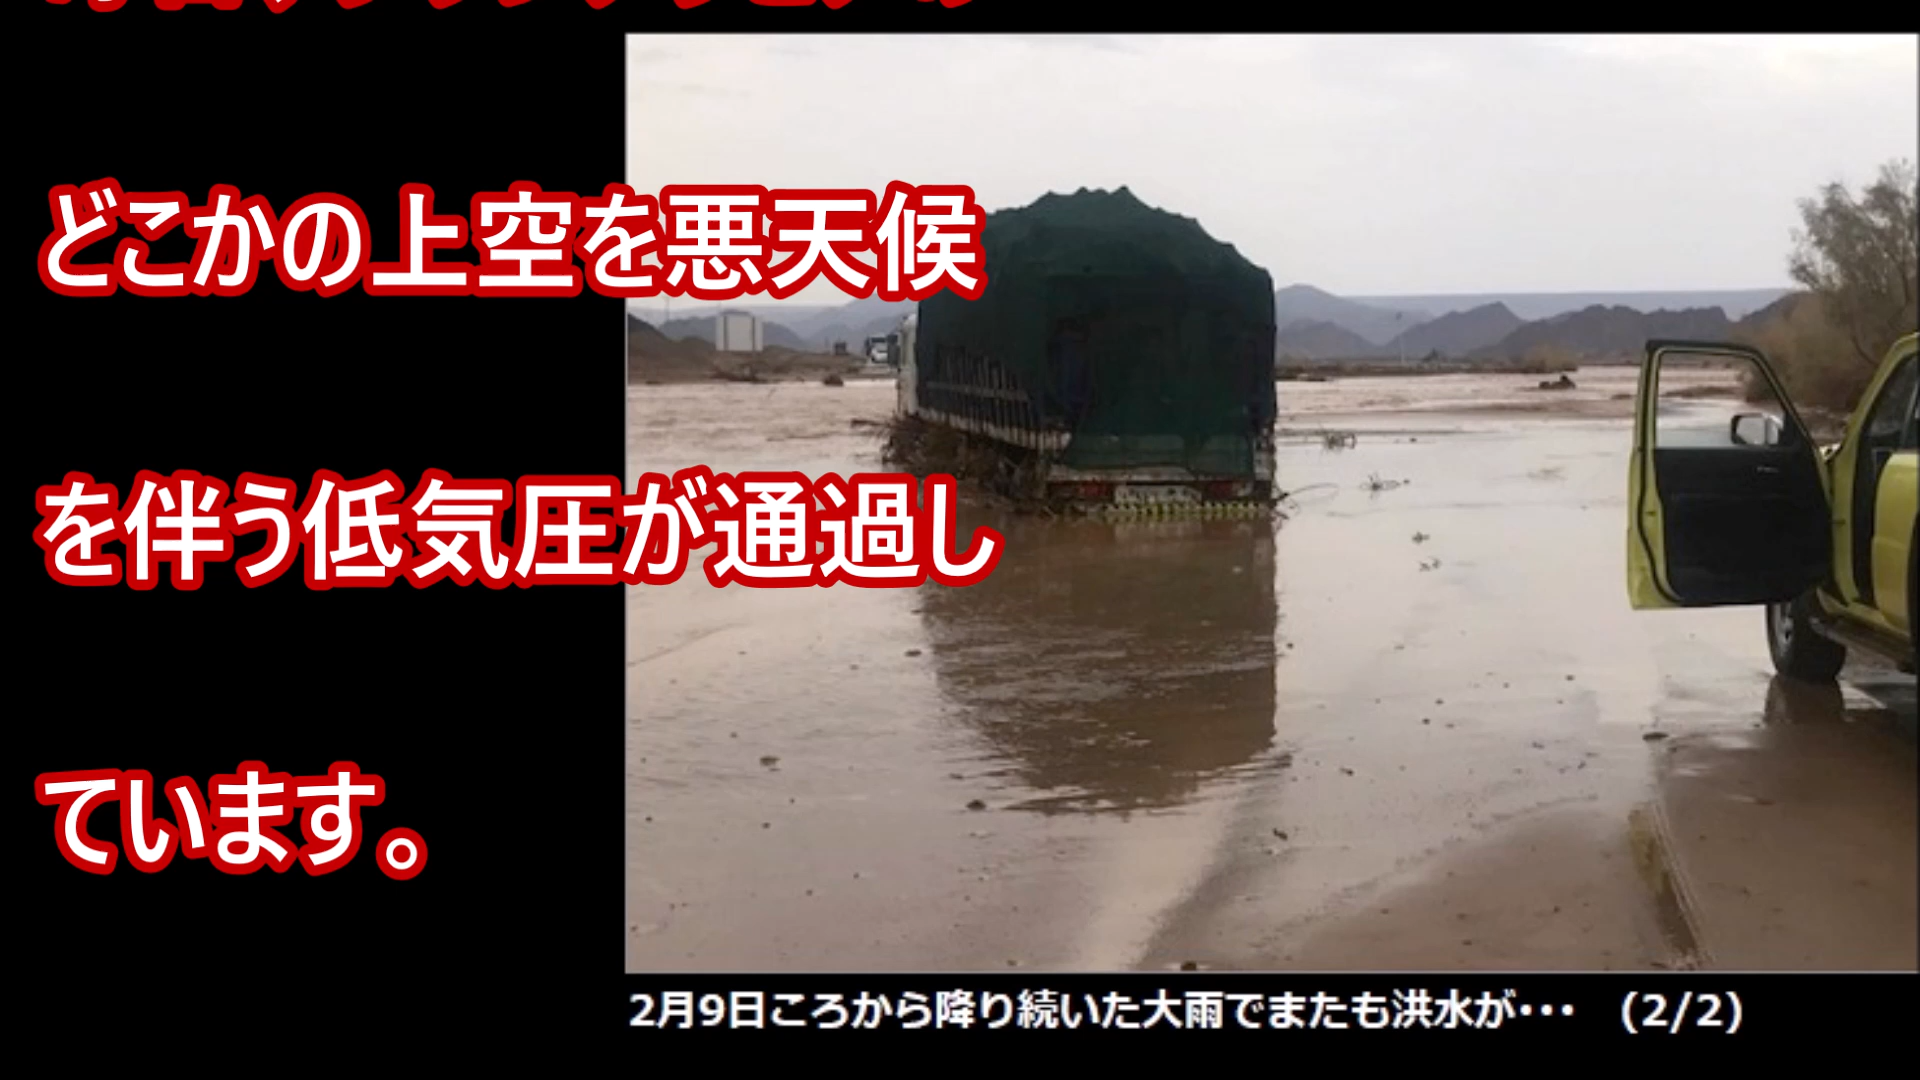 どこかの上空を悪天候
を伴う低気圧が通過し
ています。
2月9日ころから降り続いた大雨でまたも洪水が・・・ (2/2)